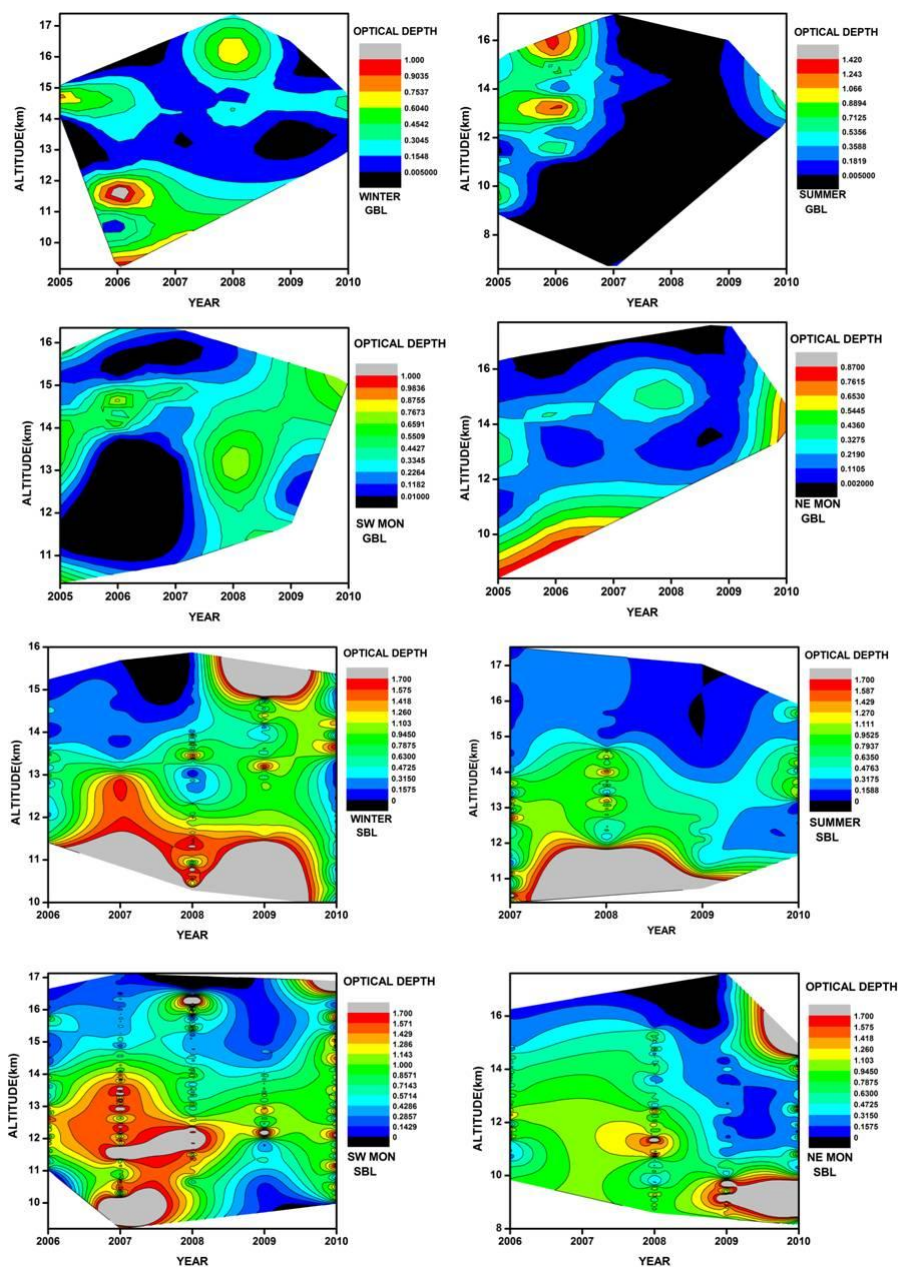 OPTICAL DEPTH
1.000
0.9035
0.7537
0.6040
0.4542
0.3045
0.1548
0.005000
WINTER
GBL
ALTITUDE(km)
17
16
15
14
13
12
11
10
2005 2006 2007 2008 2009 2010
YEAR
OPTICAL DEPTH
1.420
1.243
1.066
0.8894
0.7125
0.5356
0.3588
0.1819
0.005000
SUMMER
GBL
ALTITUDE(km)
16
14
12
10
8
2005 2006 2007 2008 2009 2010
YEAR
OPTICAL DEPTH
1.000
0.9836
0.8755
0.7673
0.6591
0.5509
0.4427
0.3345
0.2264
0.1182
0.01000
SW MON
GBL
ALTITUDE(km)
16
15
13
12
11
2005 2006 2007 2008 2009 2010
YEAR
OPTICAL DEPTH
0.8700
0.7615
0.6530
0.5445
0.4360
0.3275
0.2190
0.1105
0.002000
NE MON
GBL
ALTITUDE(km)
16
14
12
10
2005 2006 2007 2008 2009 2010
YEAR
OPTICAL DEPTH
1.700
1.575
1.418
1.260
1.103
0.9450
0.7875
0.6300
0.4725
0.3150
0.1575
0
WINTER
SBL
ALTITUDE(km)
16
15
14
13
12
11
10
2006 2007 2008 2009 2010
YEAR
OPTICAL DEPTH
1.700
1.587
1.429
1.270
1.111
0.9525
0.7937
0.6350
0.4763
0.3175
0.1588
0
SUMMER
SBL
ALTITUDE(km)
17
16
15
14
13
12
11
2007 2008 2009 2010
YEAR
OPTICAL DEPTH
1.700
1.571
1.429
1.286
1.143
1.000
0.8571
0.7143
0.5714
0.4286
0.2857
0.1429
0
SW MON
SBL
ALTITUDE(km)
17
16
15
14
13
12
11
10
2006 2007 2008 2009 2010
YEAR
OPTICAL DEPTH
1.700
1.575
1.418
1.260
1.103
0.9450
0.7875
0.6300
0.4725
0.3150
0.1575
0
NE MON
SBL
ALTITUDE(km)
16
14
12
10
8
2006 2007 2008 2009 2010
YEAR